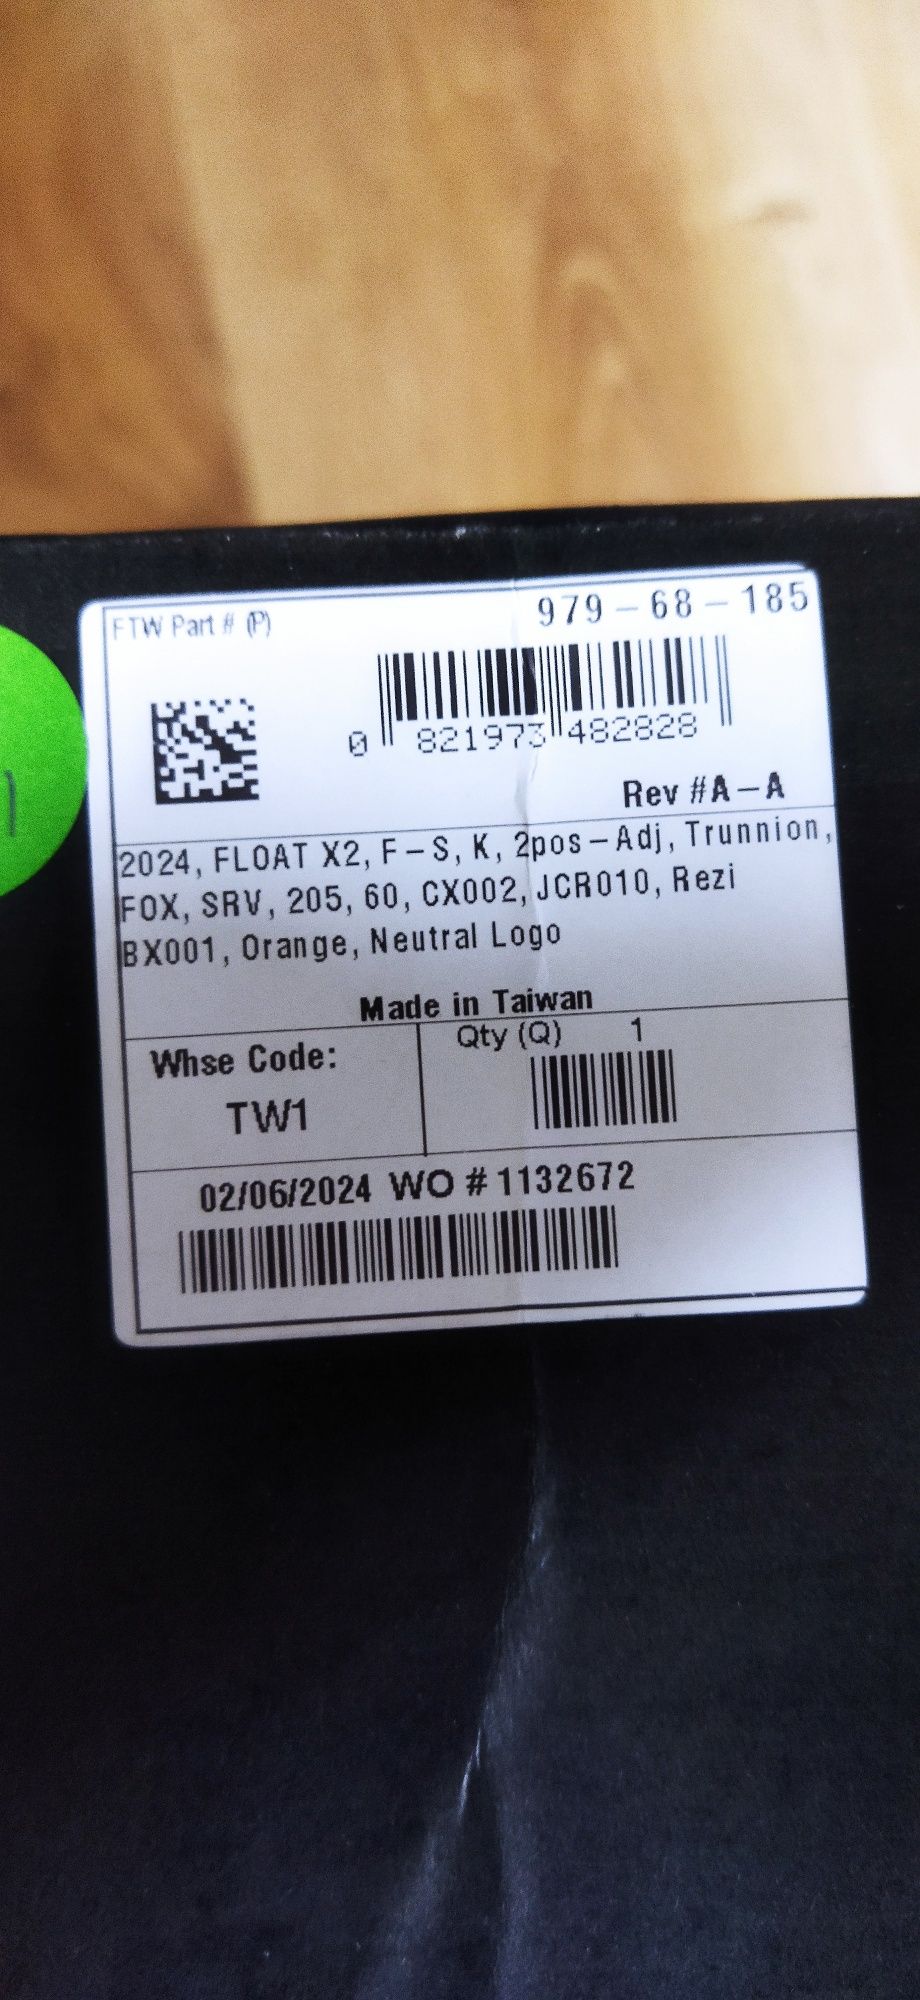 FTW Part # (P)
979-68-185
0 821973 482828
Rev #A-A
2024, FLOAT X2, F-S, K, 2pos-Adj, Trunnion,
FOX, SRV, 205, 60, CX002, JCR010, Rezi
BX001, Orange, Neutral Logo
Made in Taiwan
Whse Code:
TW1
Qty (Q) 1
02/06/2024 WO # 1132672